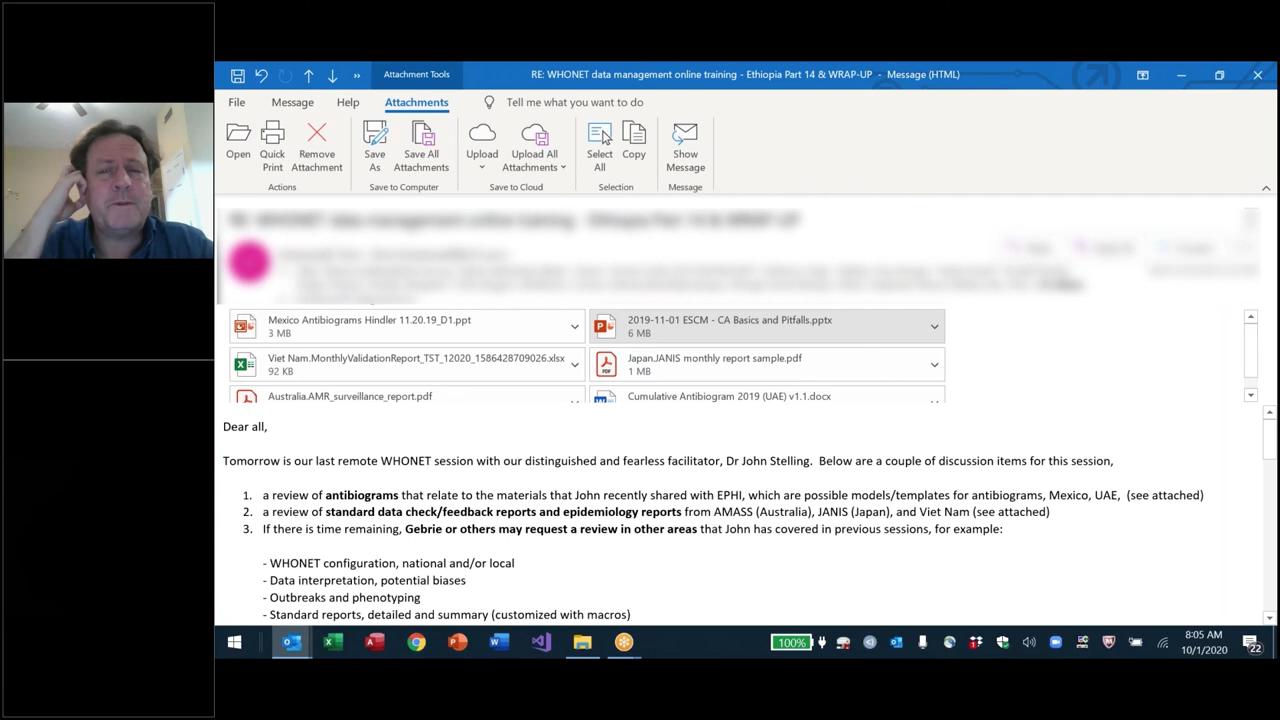 Attachment Tools
RE: WHONET data management online training - Ethiopia Part 14 & WRAP-UP - Message (HTML)
File Message Help Attachments Tell me what you want to do
Open Quick Print Remove Attachment Save As Save All Attachments Upload Upload All Attachments Select All Copy Show Message
Actions Save to Computer Save to Cloud Selection Message
RE: WHONET data management online training - Ethiopia Part 14 & WRAP-UP
Mexico Antibiograms Hindler 11.20.19_D1.ppt
3 MB
2019-11-01 ESCM - CA Basics and Pitfalls.pptx
6 MB
Viet Nam.MonthlyValidationReport_TST_12020_1586428709026.xlsx
92 KB
Japan.JANIS monthly report sample.pdf
1 MB
Australia.AMR_surveillance_report.pdf
Cumulative Antibiogram 2019 (UAE) v1.1.docx
Dear all,
Tomorrow is our last remote WHONET session with our distinguished and fearless facilitator, Dr John Stelling. Below are a couple of discussion items for this session,
1. a review of antibiograms that relate to the materials that John recently shared with EPHI, which are possible models/templates for antibiograms, Mexico, UAE, (see attached)
2. a review of standard data check/feedback reports and epidemiology reports from AMASS (Australia), JANIS (Japan), and Viet Nam (see attached)
3. If there is time remaining, Gebrie or others may request a review in other areas that John has covered in previous sessions, for example:
- WHONET configuration, national and/or local
- Data interpretation, potential biases
- Outbreaks and phenotyping
- Standard reports, detailed and summary (customized with macros)
100%
8:05 AM
10/1/2020
22